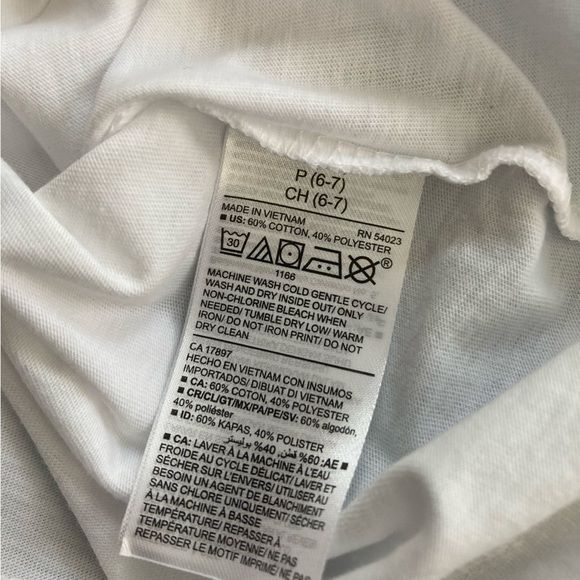 P (6-7)
CH (6-7)
MADE IN VIETNAM RN 54023
■ US: 60% COTTON, 40% POLYESTER
30 ®
1166
MACHINE WASH COLD GENTLE CYCLE/
WASH AND DRY INSIDE OUT/ ONLY
NON-CHLORINE BLEACH WHEN
NEEDED/ TUMBLE DRY LOW/ WARM
IRON/ DO NOT IRON PRINT/ DO NOT
DRY CLEAN
CA 17897
HECHO EN VIETNAM CON INSUMOS
IMPORTADOS/ DIBUAT DI VIETNAM
■ CA: 60% COTTON, 40% POLYESTER
■ CR/CL/GT/MX/PA/PE/SV: 60% algodón,
40% poliéster
■ ID: 60% KAPAS, 40% POLISTER
■ AE: 60% قطن, 40% بوليستر
■ CA: LAVER À LA MACHINE À L'EAU
FROIDE AU CYCLE DÉLICAT/ LAVER ET
SÉCHER SUR L'ENVERS/ UTILISER AU
BESOIN UN AGENT DE BLANCHIMENT
SANS CHLORE UNIQUEMENT/ SÉCHER
À LA MACHINE À BASSE
TEMPÉRATURE/ REPASSER À
TEMPÉRATURE MOYENNE/ NE PAS
REPASSER LE MOTIF IMPRIMÉ/ NE PAS